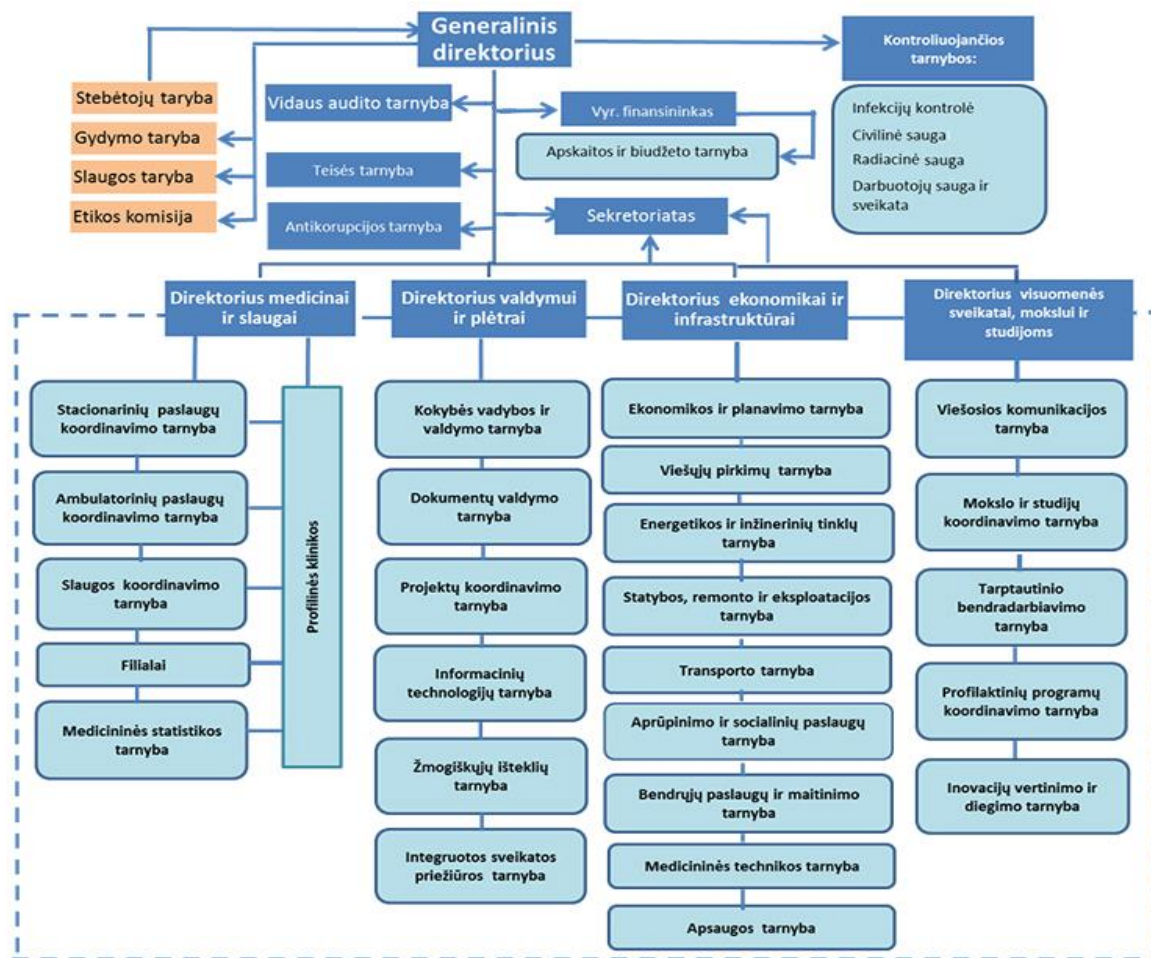 Generalinis
direktorius
Kontroliuojančios
tarnybos:
Stebėtojų taryba
Gydymo taryba
Slaugos taryba
Etikos komisija
Vidaus audito tarnyba
Teisės tarnyba
Antikorupcijos tarnyba
Vyr. finansininkas
Apskaitos ir biudžeto tarnyba
Sekretoriatas
Infekcijų kontrolė
Civilinė sauga
Radiacinė sauga
Darbuotojų sauga ir
sveikata
Direktorius medicinai
ir slaugai
Direktorius valdymui
ir plėtrai
Direktorius ekonomikai ir
infrastruktūrai
Direktorius visuomenės
sveikatai, mokslui ir
studijoms
Stacionarinių paslaugų
koordinavimo tarnyba
Ambulatorinių paslaugų
koordinavimo tarnyba
Slaugos koordinavimo
tarnyba
Filialai
Medicininės statistikos
tarnyba
Profilinės klinikos
Kokybės vadybos ir
valdymo tarnyba
Dokumentų valdymo
tarnyba
Projektų koordinavimo
tarnyba
Informacinių
technologijų tarnyba
Žmogiškųjų išteklių
tarnyba
Integruotos sveikatos
priežiūros tarnyba
Ekonomikos ir planavimo tarnyba
Viešųjų pirkimų tarnyba
Energetikos ir inžinerinių tinklų
tarnyba
Statybos, remonto ir eksploatacijos
tarnyba
Transporto tarnyba
Aprūpinimo ir socialinių paslaugų
tarnyba
Bendrųjų paslaugų ir maitinimo
tarnyba
Medicininės technikos tarnyba
Apsaugos tarnyba
Viešosios komunikacijos
tarnyba
Mokslo ir studijų
koordinavimo tarnyba
Tarptautinio
bendradarbiavimo
tarnyba
Profilaktinių programų
koordinavimo tarnyba
Inovacijų vertinimo ir
diegimo tarnyba